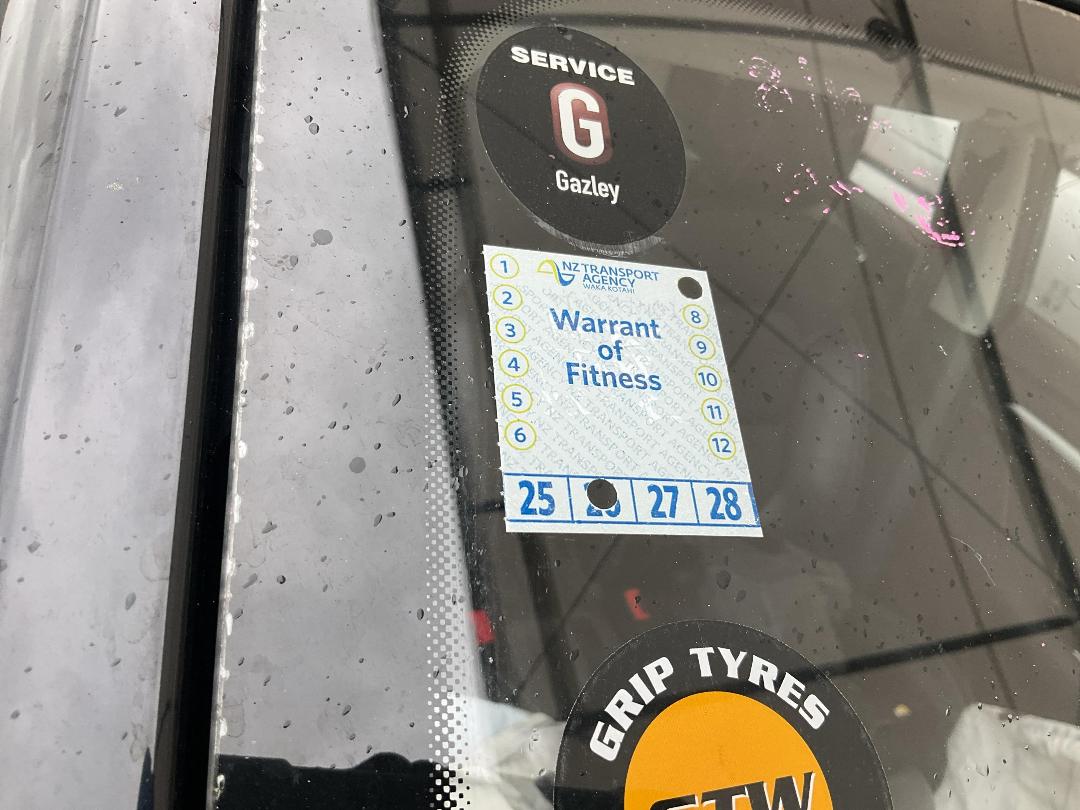 SERVICE
G
Gazley
NZ TRANSPORT
AGENCY
WAKA KOTAHI
Warrant
of
Fitness
1
2
3
4
5
6
8
9
10
11
12
25 26 27 28
GRIP TYRES